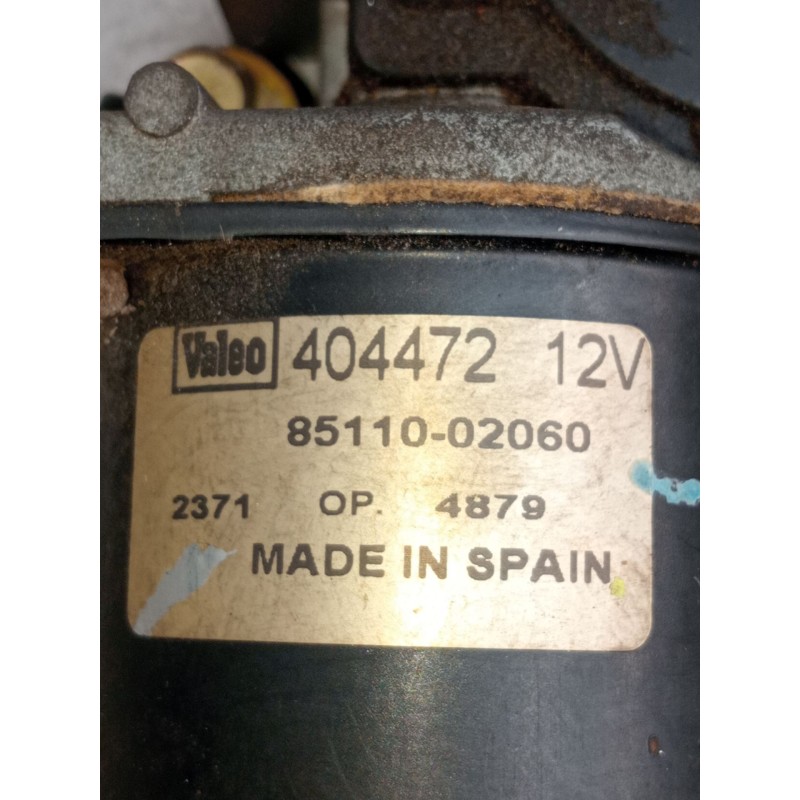 Valeo 404472 12V
85110-02060
2371 OP. 4879
MADE IN SPAIN